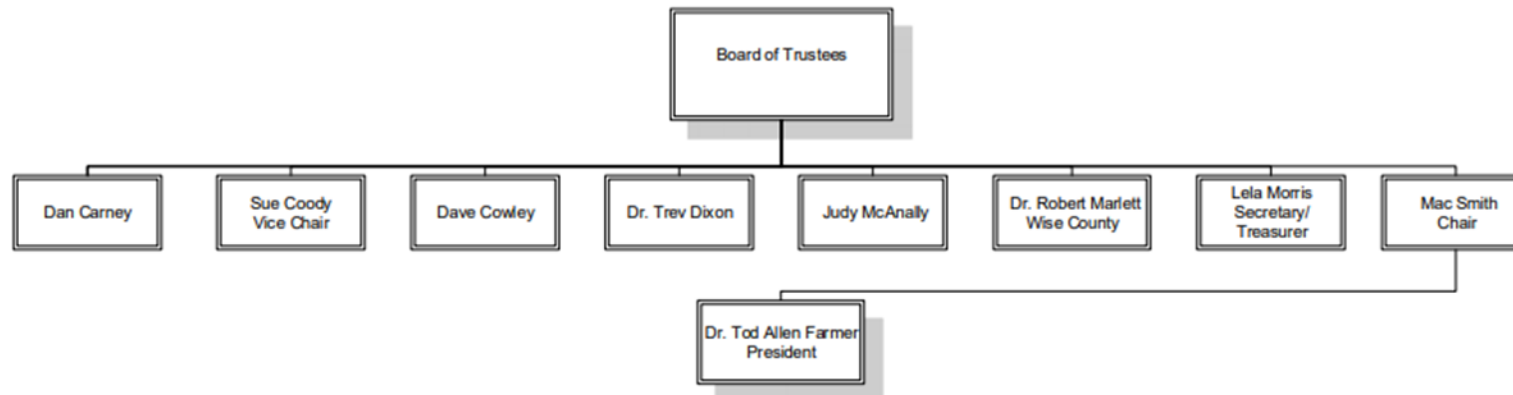 Board of Trustees
Dan Carney
Sue Coody
Vice Chair
Dave Cowley
Dr. Trev Dixon
Judy McAnally
Dr. Robert Marlett
Wise County
Lela Morris
Secretary/
Treasurer
Mac Smith
Chair
Dr. Tod Allen Farmer
President